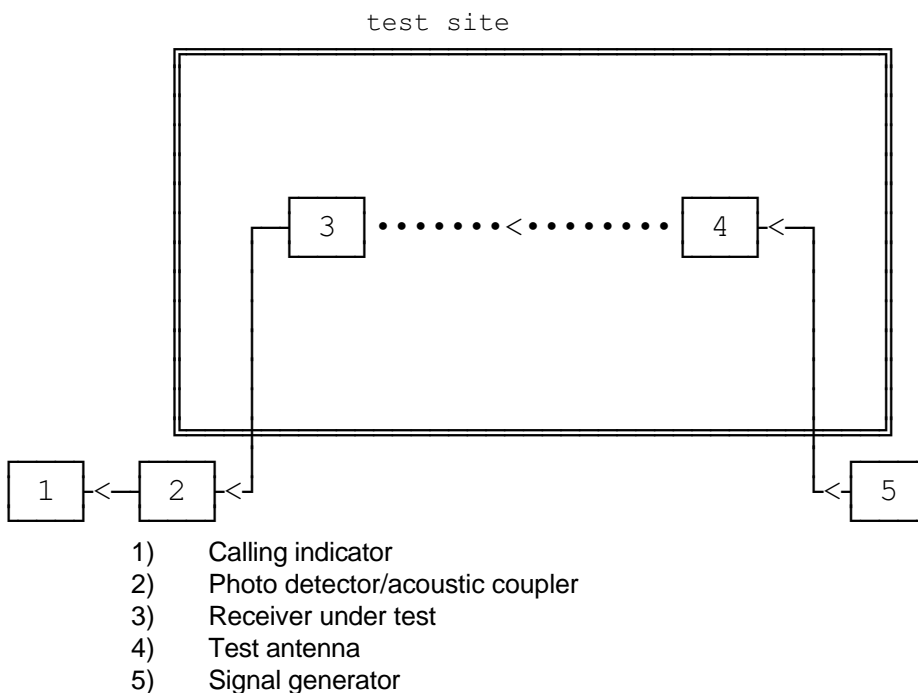 test site
3
4
1
2
5
1) Calling indicator
2) Photo detector/acoustic coupler
3) Receiver under test
4) Test antenna
5) Signal generator